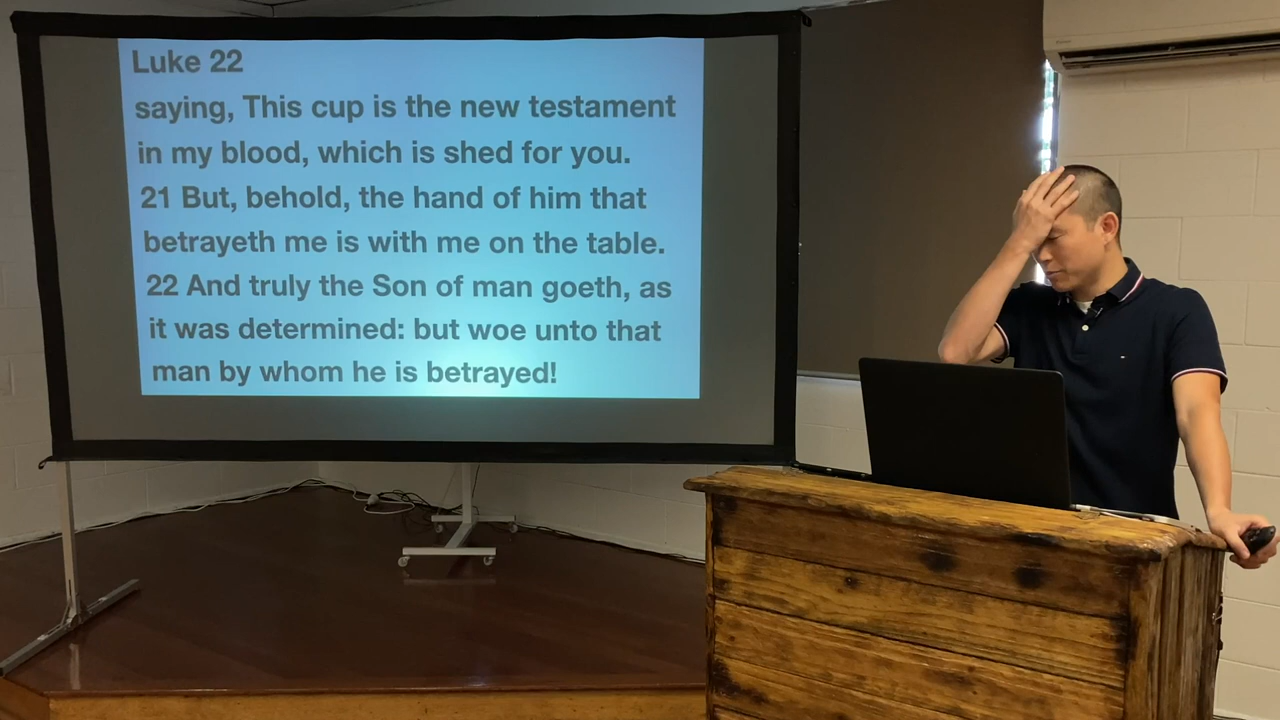 Luke 22
saying, This cup is the new testament
in my blood, which is shed for you.
21 But, behold, the hand of him that
betrayeth me is with me on the table.
22 And truly the Son of man goeth, as
it was determined: but woe unto that
man by whom he is betrayed!